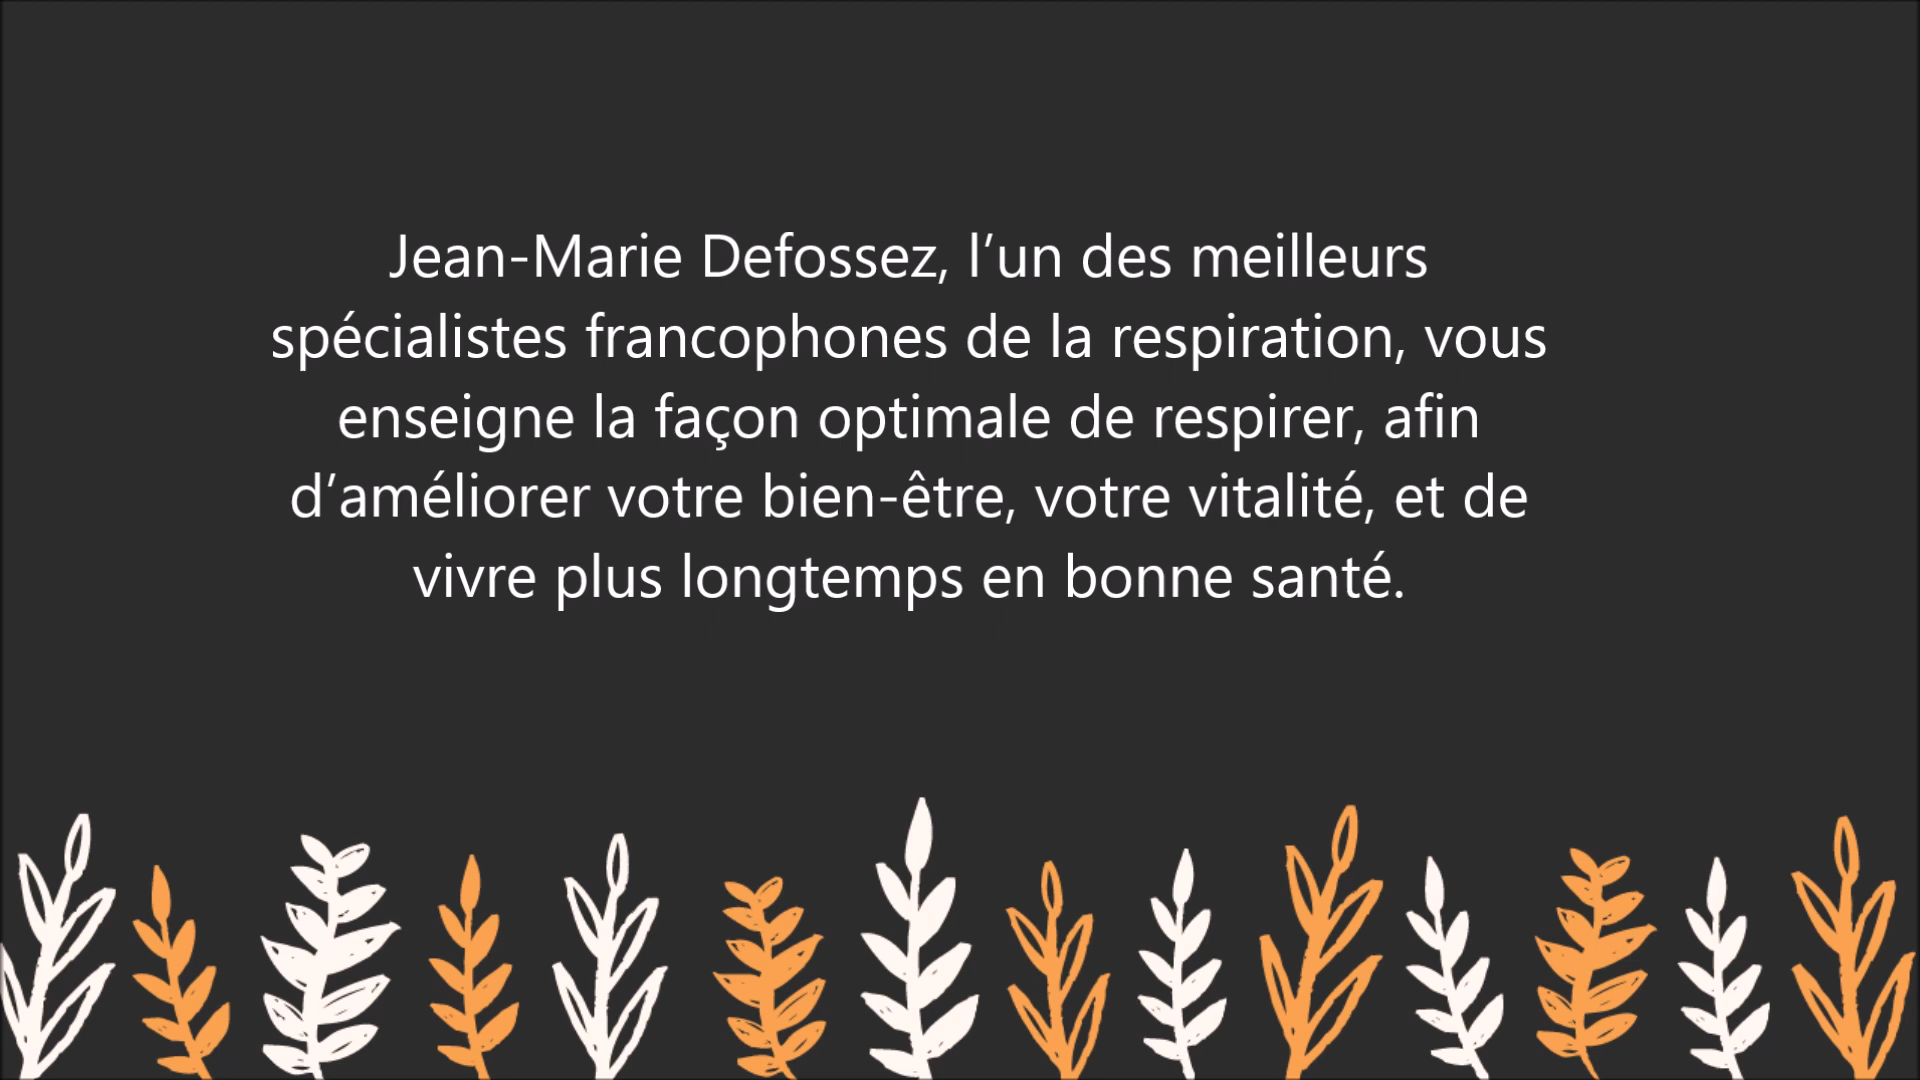 Jean-Marie Defossez, l’un des meilleurs
spécialistes francophones de la respiration, vous
enseigne la façon optimale de respirer, afin
d’améliorer votre bien-être, votre vitalité, et de
vivre plus longtemps en bonne santé.